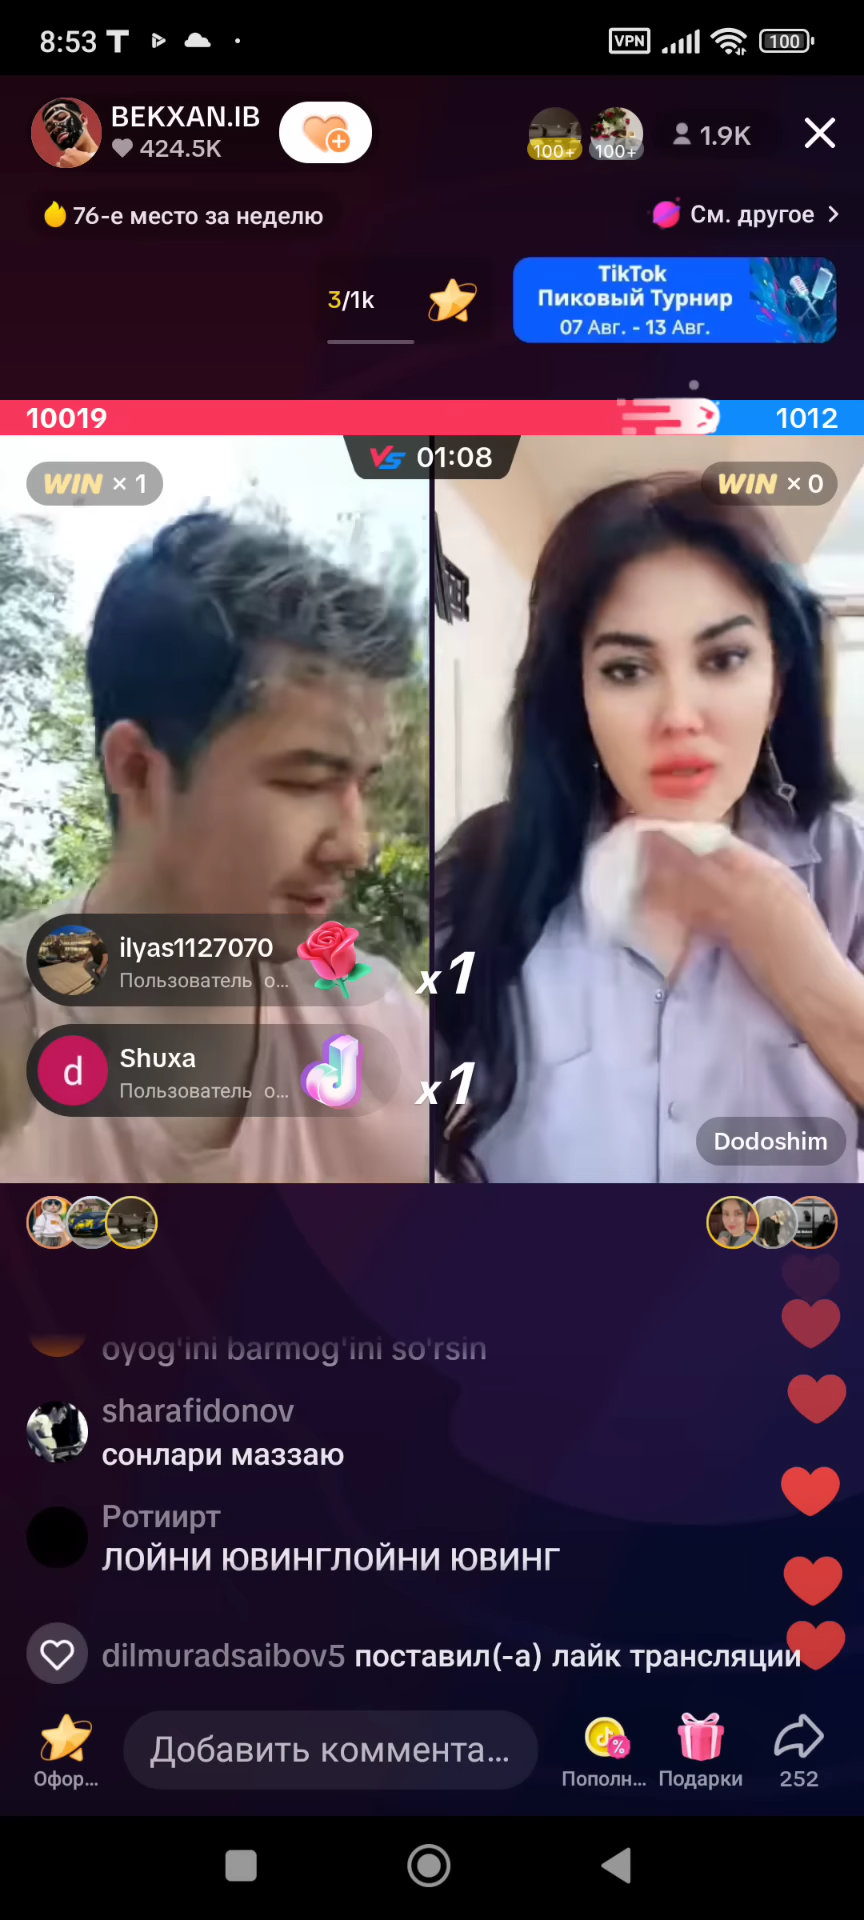 8:53
VPN
100
BEKXAN.IB
424.5K
100+
100+
1.9K
76-е место за неделю
См. другое
3/1k
TikTok
Пиковый Турнир
07 Авг. - 13 Авг.
10019
1012
VS 01:08
WIN × 1
WIN × 0
ilyas1127070
Пользователь о...
x1
Shuxa
d
Пользователь о...
x1
Dodoshim
oyog'ini barmog'ini so'rsin
sharafidonov
сонлари маззаю
Ротиирт
ЛОЙНИ ЮВИНГЛОЙНИ ЮВИНГ
dilmuradsaibov5 поставил(-а) лайк трансляции
Добавить коммента...
Офор...
Пополн...
Подарки
252